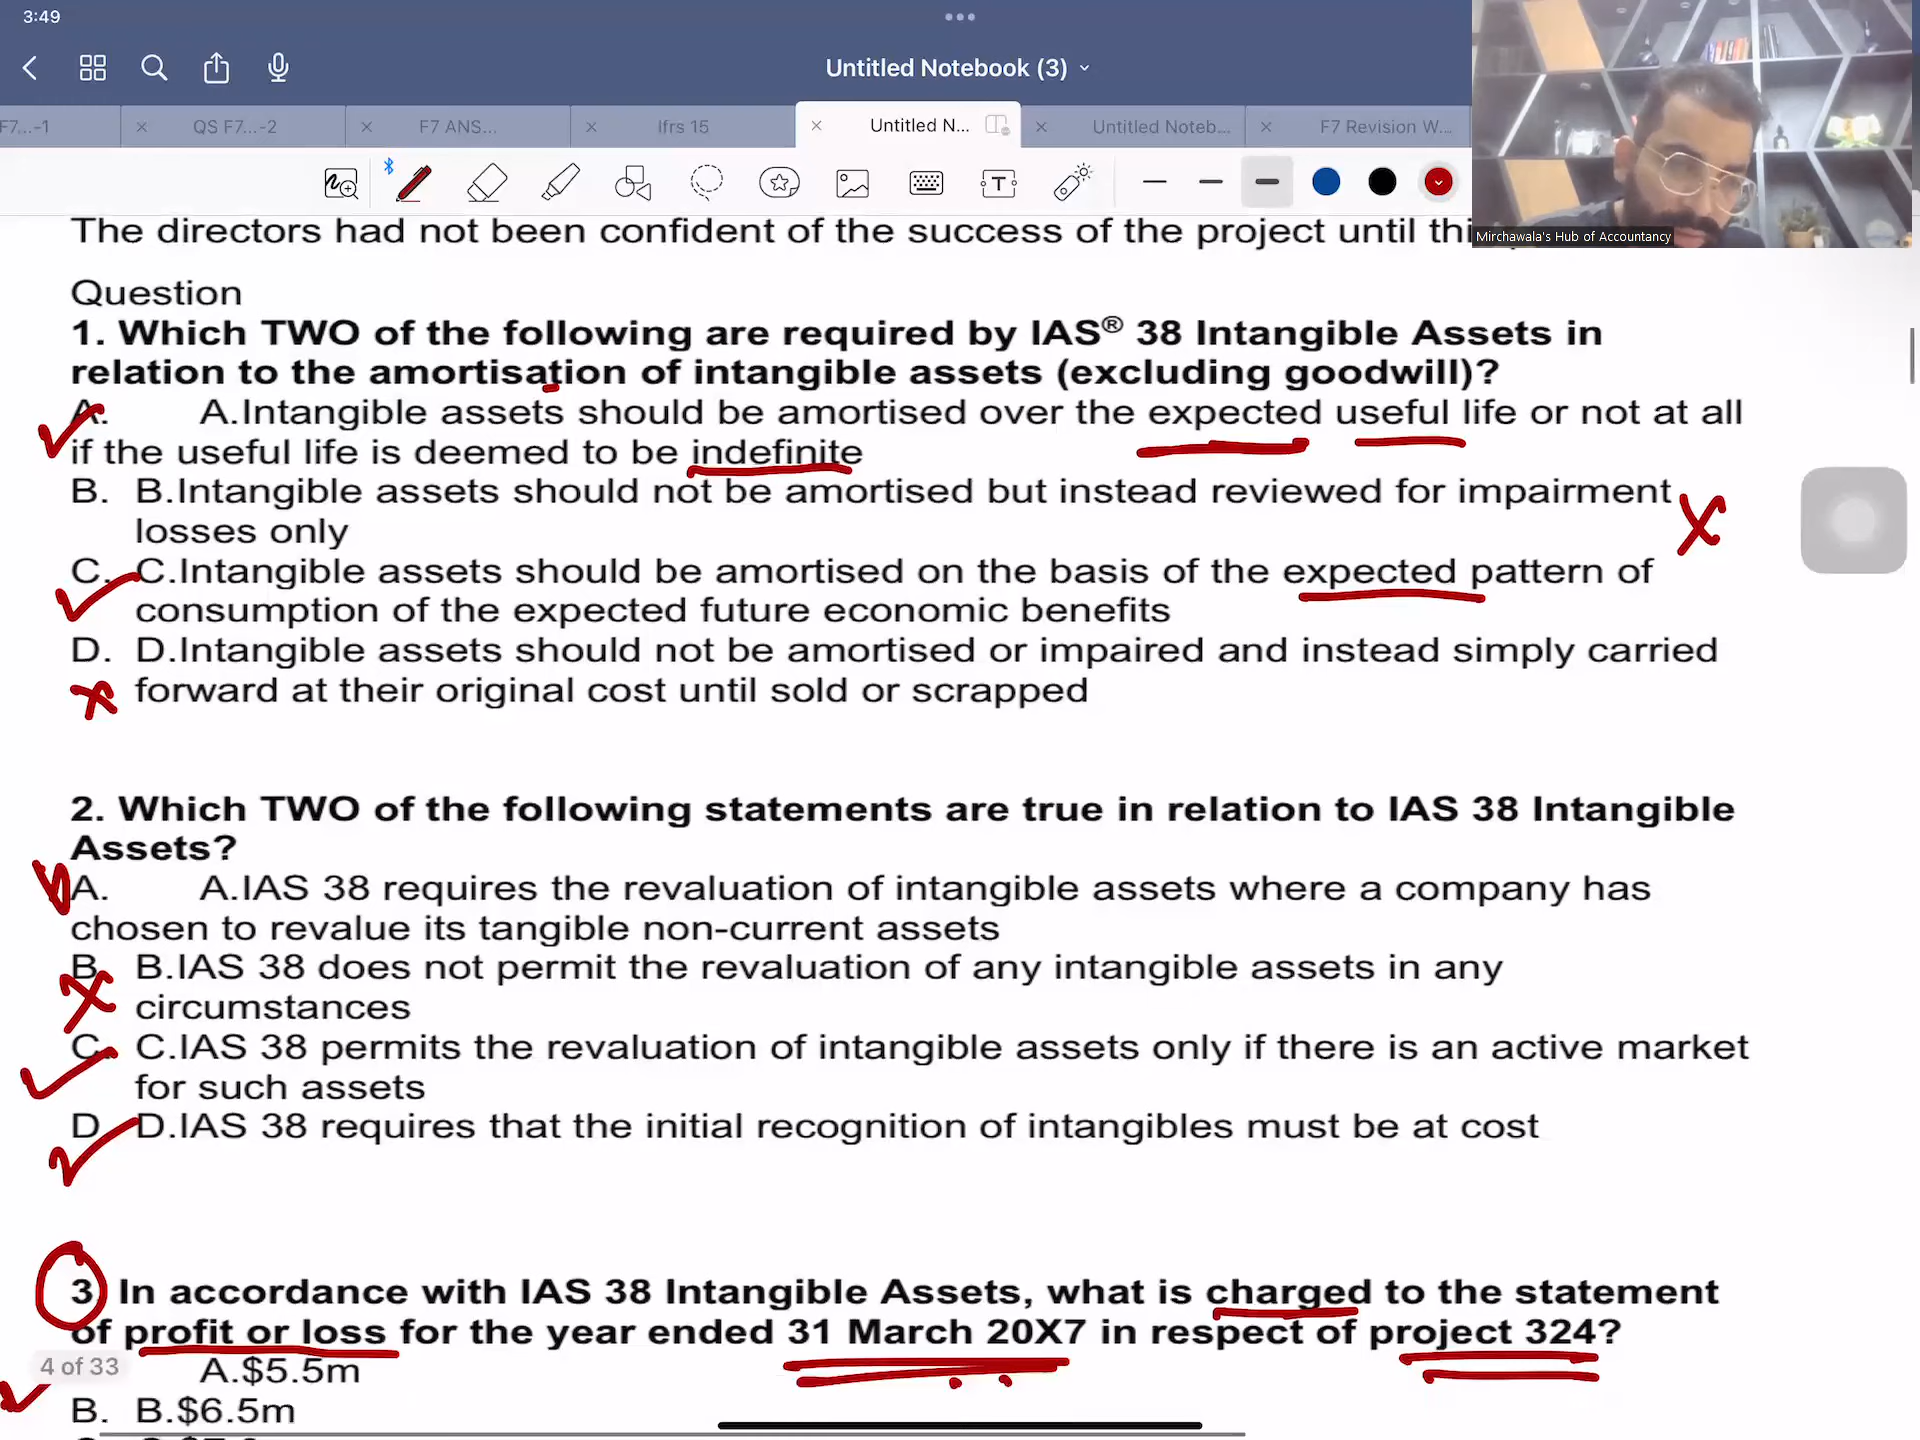 3:49
Untitled Notebook (3)
F7...-1
QS F7...-2
F7 ANS...
Ifrs 15
Untitled N...
Untitled Noteb...
F7 Revision W...
Mirchawala's Hub of Accountancy
The directors had not been confident of the success of the project until
Question
1. Which TWO of the following are required by IAS® 38 Intangible Assets in
relation to the amortisation of intangible assets (excluding goodwill)?
A. A.Intangible assets should be amortised over the expected useful life or not at all
if the useful life is deemed to be indefinite
B. B.Intangible assets should not be amortised but instead reviewed for impairment
losses only
C. C.Intangible assets should be amortised on the basis of the expected pattern of
consumption of the expected future economic benefits
D. D.Intangible assets should not be amortised or impaired and instead simply carried
forward at their original cost until sold or scrapped
2. Which TWO of the following statements are true in relation to IAS 38 Intangible
Assets?
A. A.IAS 38 requires the revaluation of intangible assets where a company has
chosen to revalue its tangible non-current assets
B. B.IAS 38 does not permit the revaluation of any intangible assets in any
circumstances
C. C.IAS 38 permits the revaluation of intangible assets only if there is an active market
for such assets
D. D.IAS 38 requires that the initial recognition of intangibles must be at cost
3. In accordance with IAS 38 Intangible Assets, what is charged to the statement
of profit or loss for the year ended 31 March 20X7 in respect of project 324?
4 of 33
A.$5.5m
B. B.$6.5m